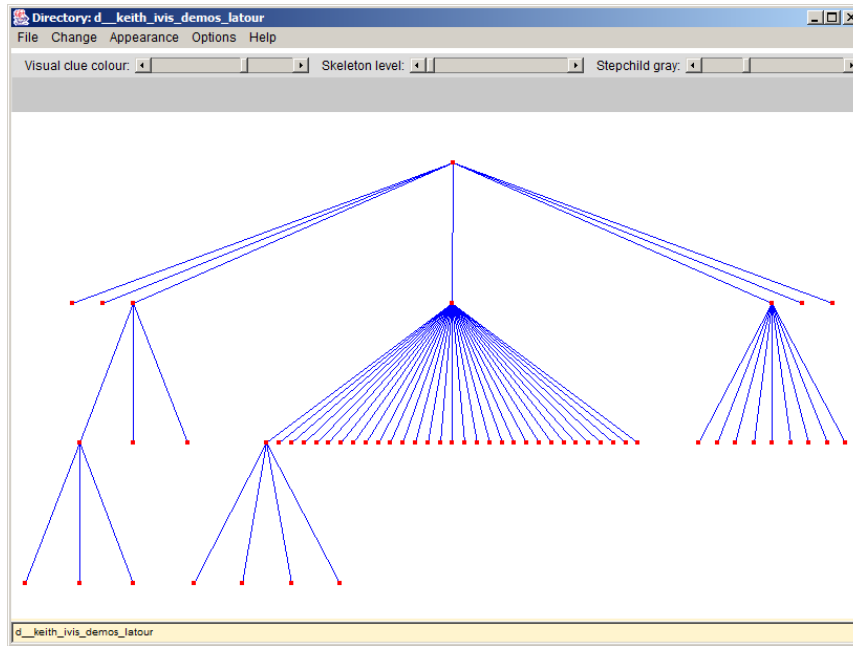 Directory: d__keith_ivis_demos_latour
File Change Appearance Options Help
Visual clue colour: Skeleton level: Stepchild gray:
d__keith_ivis_demos_latour